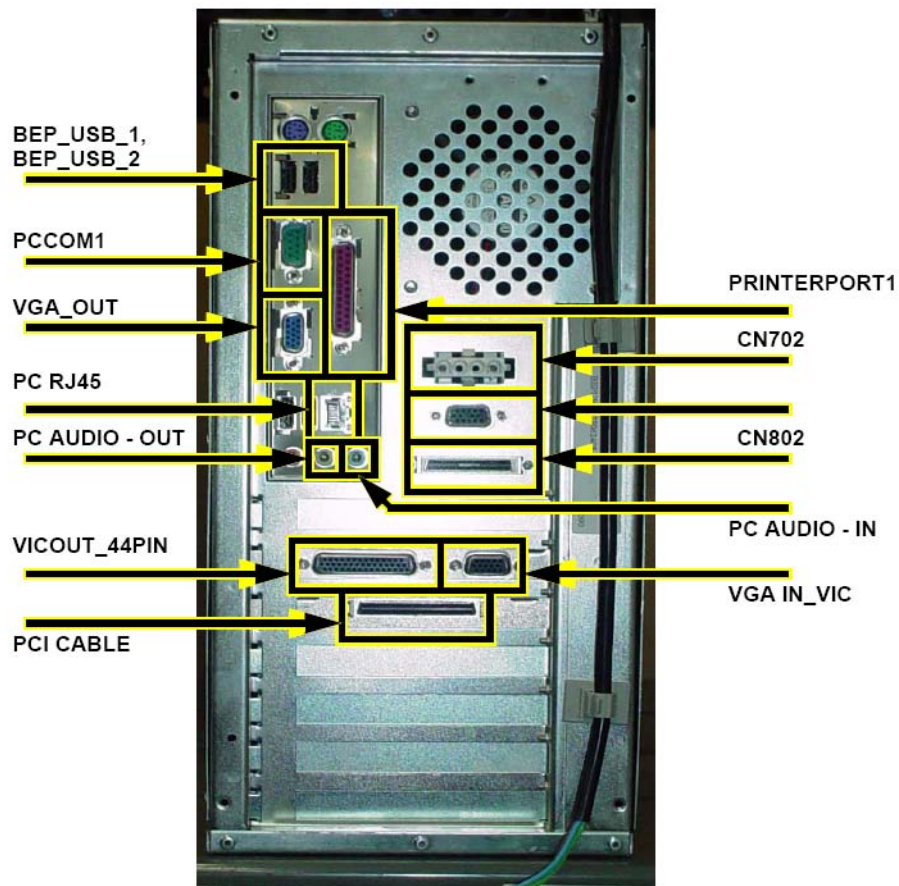 BEP_USB_1,
BEP_USB_2
PCCOM1
VGA_OUT
PC RJ45
PC AUDIO - OUT
VICOUT_44PIN
PCI CABLE
PRINTERPORT1
CN702
CN802
PC AUDIO - IN
VGA IN_VIC